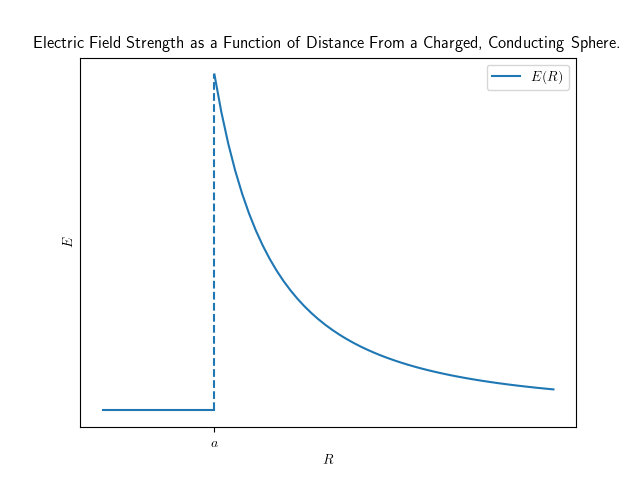 Electric Field Strength as a Function of Distance From a Charged, Conducting Sphere.
E(R)
E
a
R